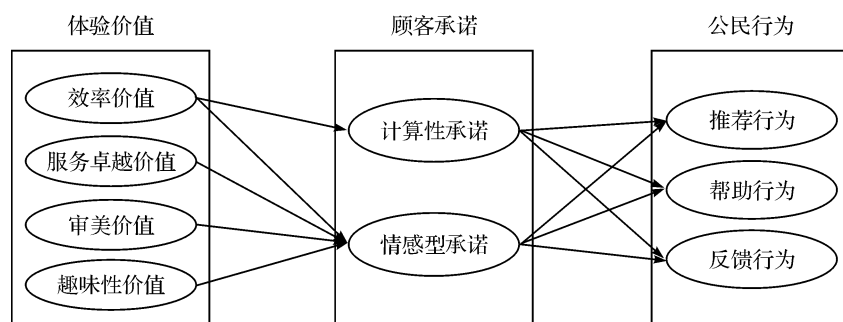 体验价值
顾客承诺
公民行为
效率价值
服务卓越价值
审美价值
趣味性价值
计算性承诺
情感型承诺
推荐行为
帮助行为
反馈行为